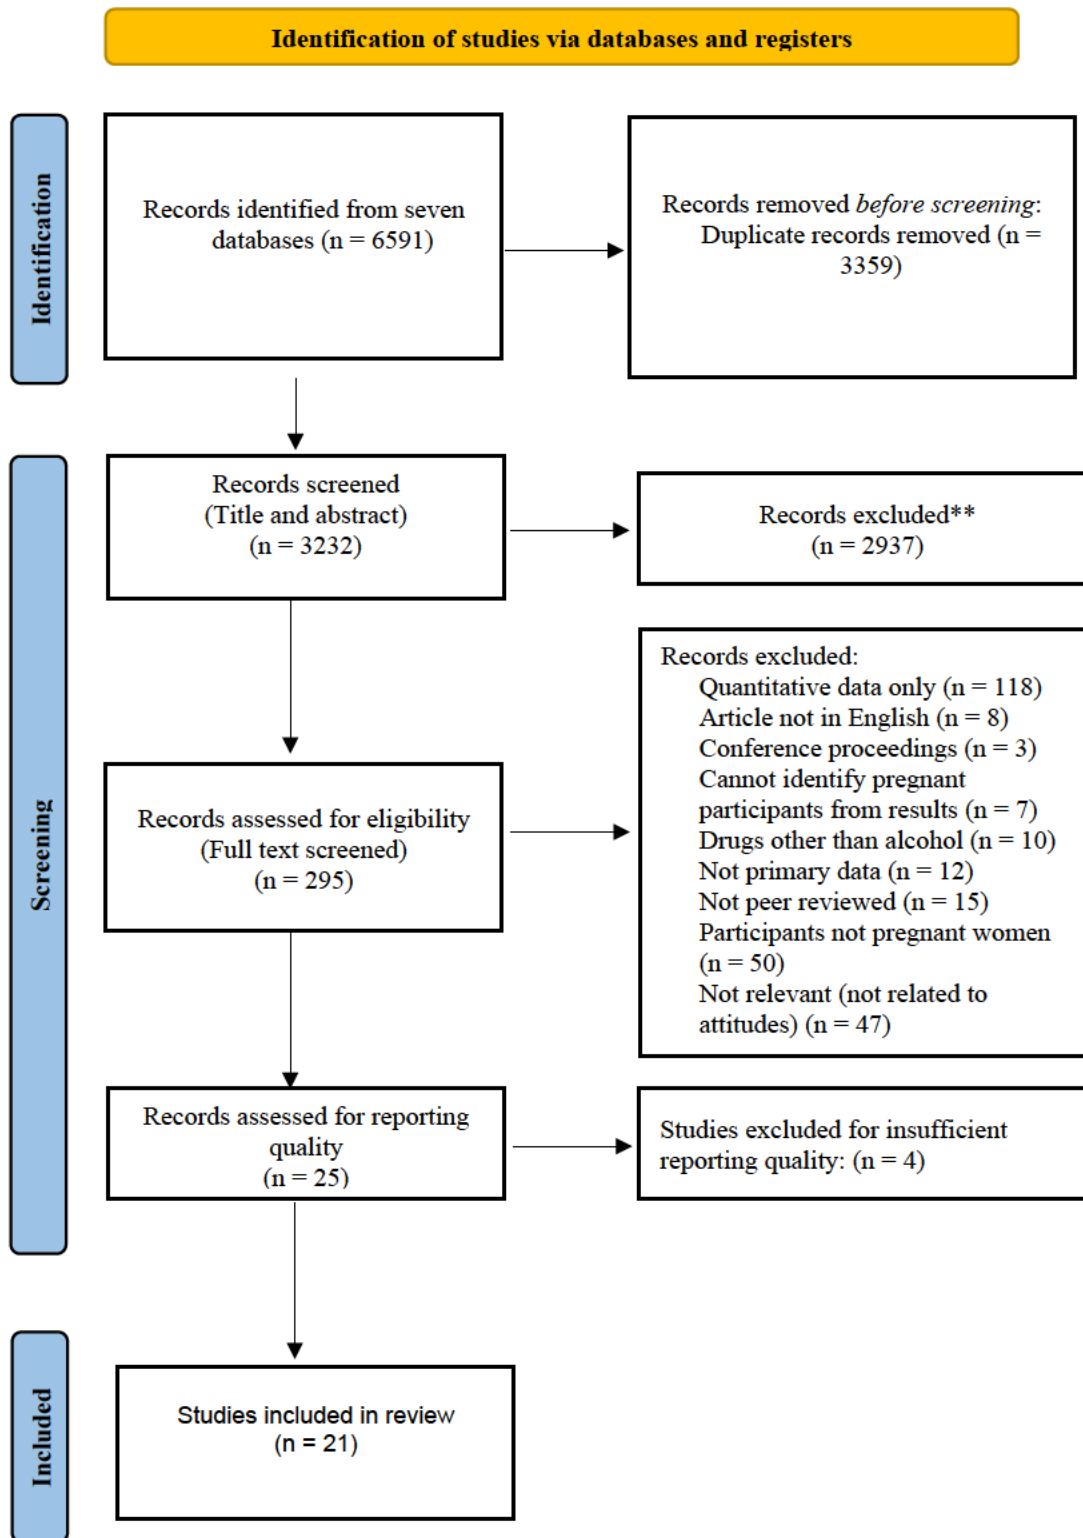 Identification of studies via databases and registers
Identification
Records identified from seven
databases (n = 6591)
Records removed before screening:
Duplicate records removed (n =
3359)
Screening
Records screened
(Title and abstract)
(n = 3232)
Records excluded**
(n = 2937)
Records assessed for eligibility
(Full text screened)
(n = 295)
Records excluded:
Quantitative data only (n = 118)
Article not in English (n = 8)
Conference proceedings (n = 3)
Cannot identify pregnant
participants from results (n = 7)
Drugs other than alcohol (n = 10)
Not primary data (n = 12)
Not peer reviewed (n = 15)
Participants not pregnant women
(n = 50)
Not relevant (not related to
attitudes) (n = 47)
Records assessed for reporting
quality
(n = 25)
Studies excluded for insufficient
reporting quality: (n = 4)
Included
Studies included in review
(n = 21)